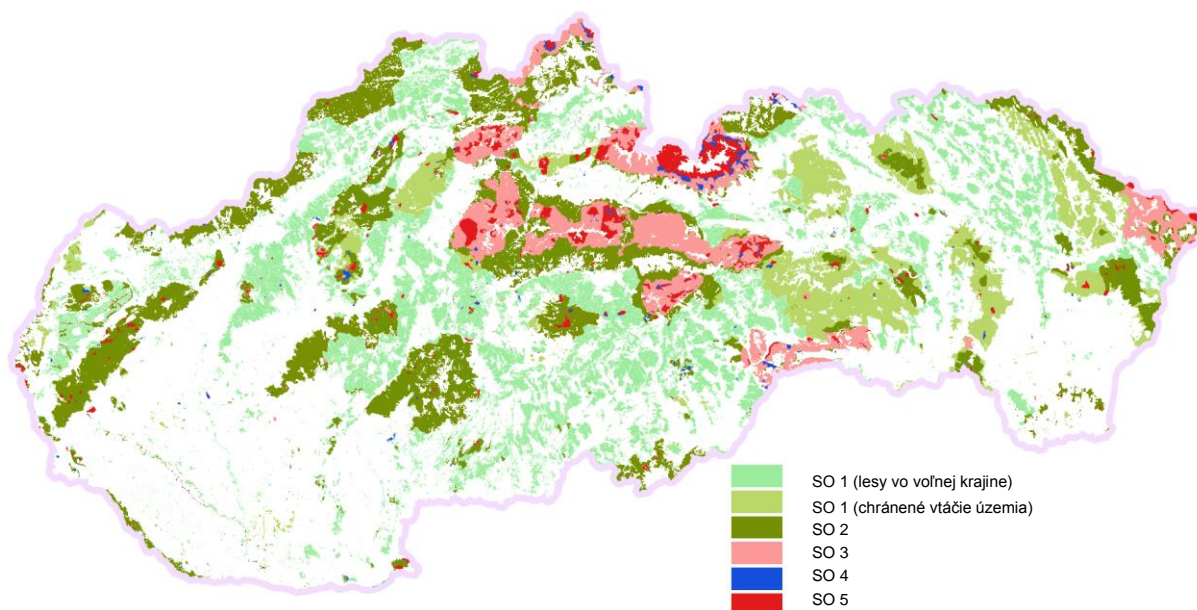 SO 1 (lesy vo voľnej krajine)
SO 1 (chránené vtáčie územia)
SO 2
SO 3
SO 4
SO 5